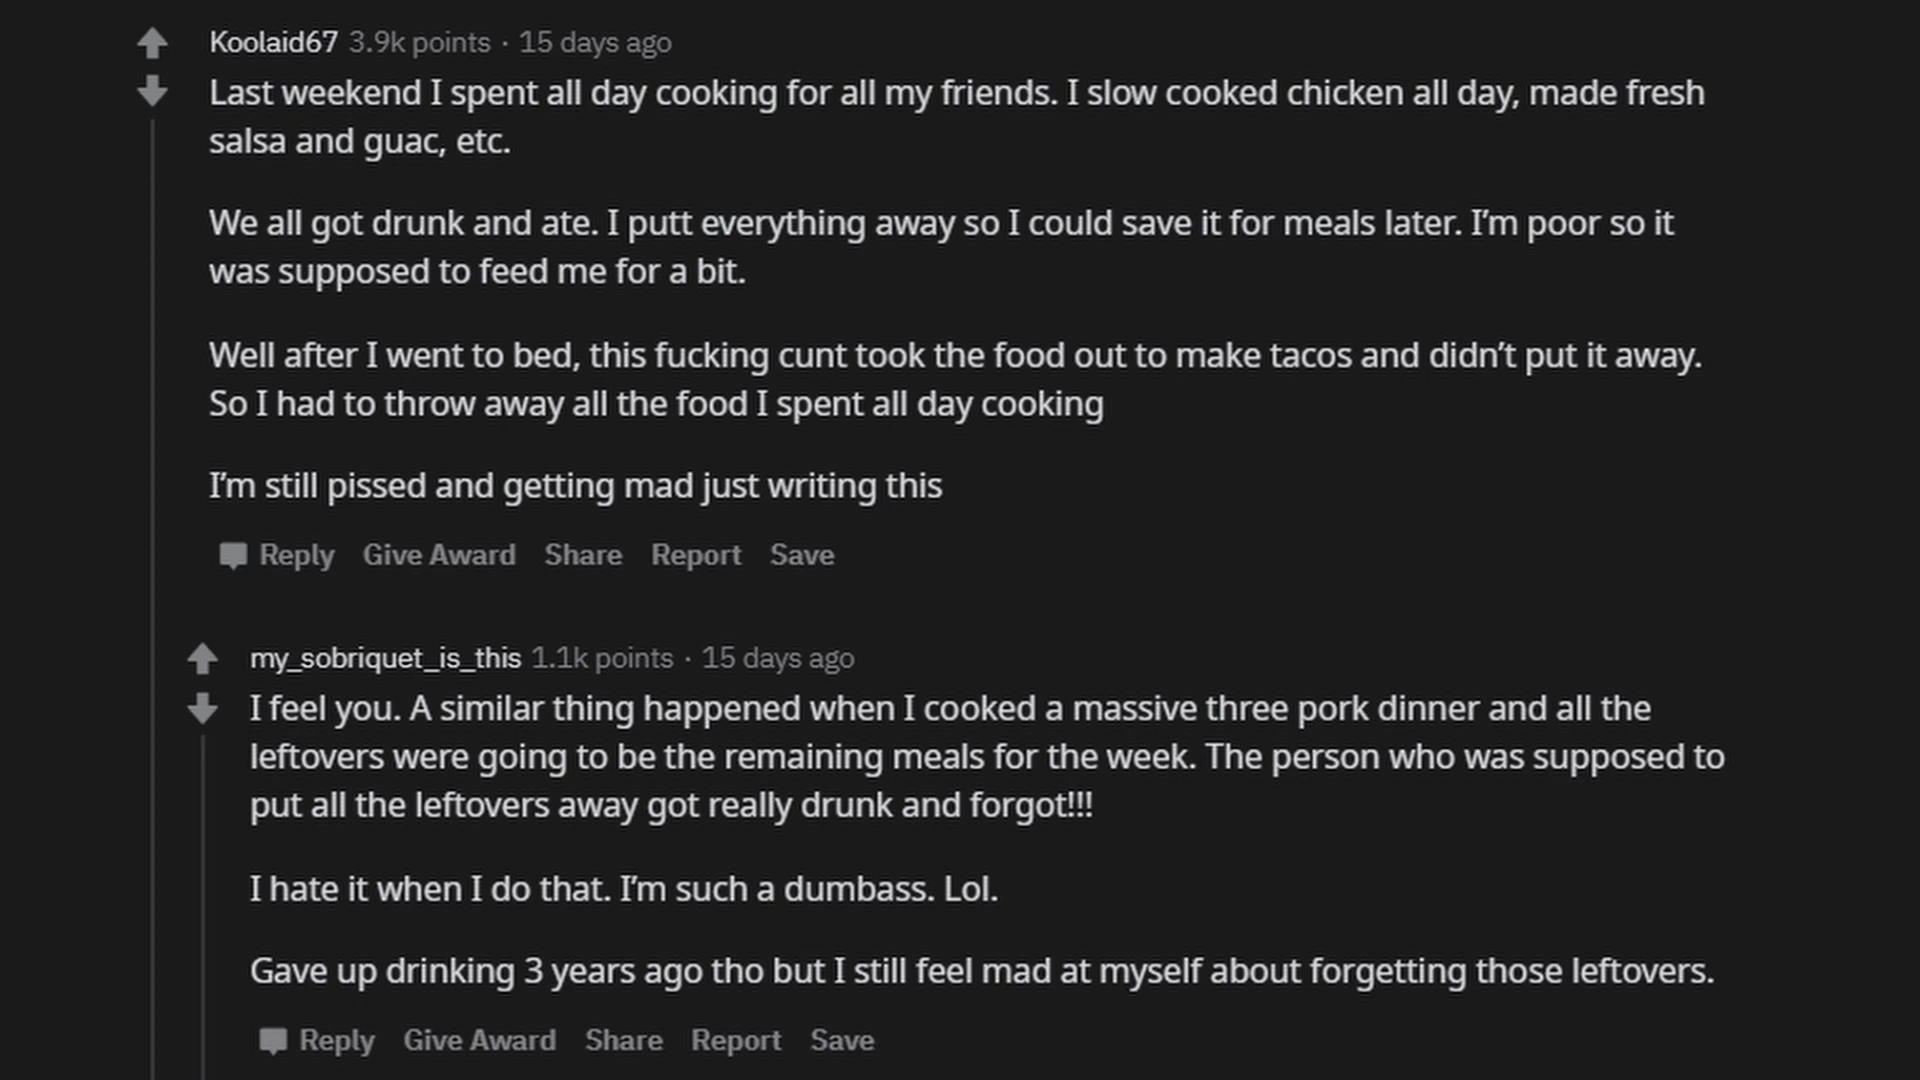 Koolaid67 3.9k points · 15 days ago
Last weekend I spent all day cooking for all my friends. I slow cooked chicken all day, made fresh
salsa and guac, etc.
We all got drunk and ate. I putt everything away so I could save it for meals later. I’m poor so it
was supposed to feed me for a bit.
Well after I went to bed, this fucking cunt took the food out to make tacos and didn’t put it away.
So I had to throw away all the food I spent all day cooking
I’m still pissed and getting mad just writing this
Reply Give Award Share Report Save
my_sobriquet_is_this 1.1k points · 15 days ago
I feel you. A similar thing happened when I cooked a massive three pork dinner and all the
leftovers were going to be the remaining meals for the week. The person who was supposed to
put all the leftovers away got really drunk and forgot!!!
I hate it when I do that. I’m such a dumbass. Lol.
Gave up drinking 3 years ago tho but I still feel mad at myself about forgetting those leftovers.
Reply Give Award Share Report Save